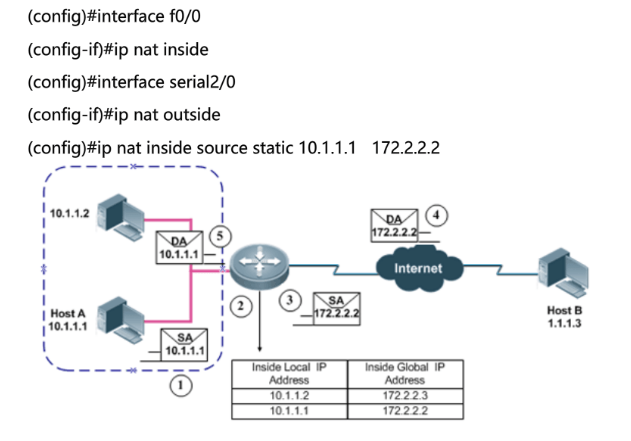 (config)#interface f0/0
(config-if)#ip nat inside
(config)#interface serial2/0
(config-if)#ip nat outside
(config)#ip nat inside source static 10.1.1.1 172.2.2.2
10.1.1.2
DA
10.1.1.1
5
DA
172.2.2.2
4
Internet
Host A
10.1.1.1
SA
10.1.1.1
1
2
3
SA
172.2.2.2
Host B
1.1.1.3
Inside Local IP
Address
Inside Global IP
Address
10.1.1.2 172.2.2.3
10.1.1.1 172.2.2.2